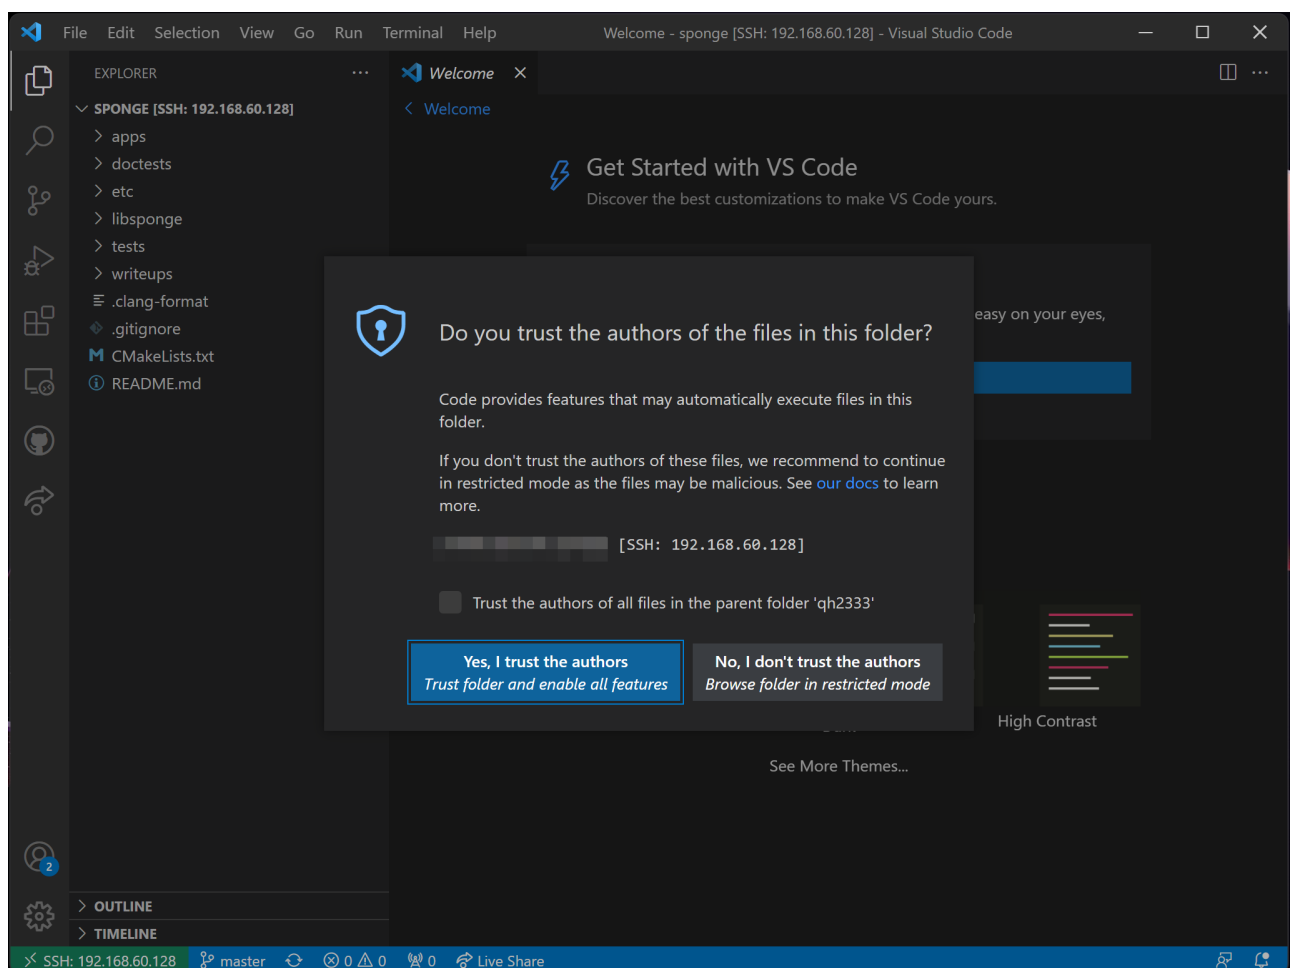 File Edit Selection View Go Run Terminal Help Welcome - sponge [SSH: 192.168.60.128] - Visual Studio Code
EXPLORER
Welcome
SPONGE [SSH: 192.168.60.128]
Welcome
apps
doctests
etc
libsponge
tests
writeups
.clang-format
.gitignore
CMakeLists.txt
README.md
Get Started with VS Code
Discover the best customizations to make VS Code yours.
easy on your eyes,
Do you trust the authors of the files in this folder?
Code provides features that may automatically execute files in this
folder.
If you don't trust the authors of these files, we recommend to continue
in restricted mode as the files may be malicious. See our docs to learn
more.
[SSH: 192.168.60.128]
Trust the authors of all files in the parent folder 'qh2333'
Yes, I trust the authors
Trust folder and enable all features
No, I don't trust the authors
Browse folder in restricted mode
High Contrast
See More Themes...
2
OUTLINE
TIMELINE
SSH: 192.168.60.128 master 0 0 0 Live Share